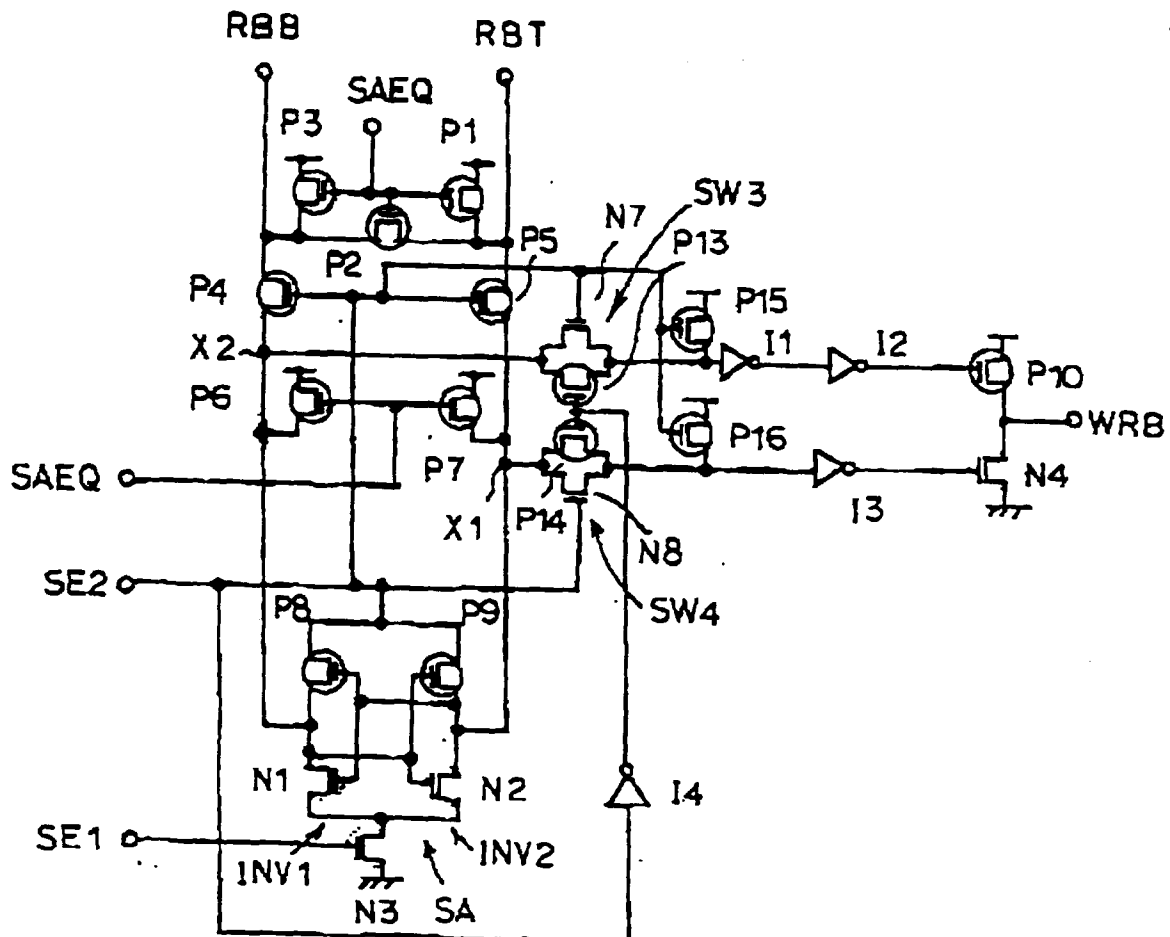 RBB
RBT
SAEQ
P3
P1
SW3
N7
P13
P2
P5
P4
P15
I1
I2
X2
P10
P6
P16
WRB
P7
SAEQ
N4
X1
P14
I3
N8
SE2
P8
P9
SW4
N1
N2
I4
SE1
INV1
INV2
N3
SA